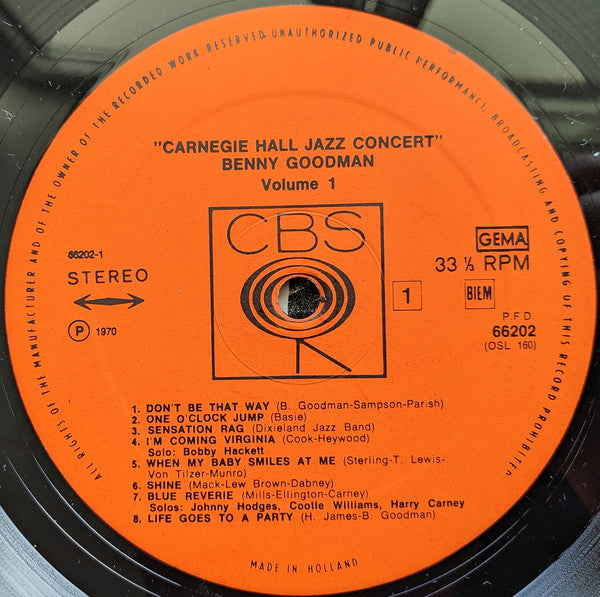 ALL RIGHTS OF THE MANUFACTURER AND OF THE OWNER OF THE RECORDED WORK RESERVED UNAUTHORIZED PUBLIC PERFORMANCE, BROADCASTING AND COPYING OF THIS RECORD PROHIBITED
"CARNEGIE HALL JAZZ CONCERT"
BENNY GOODMAN
Volume 1
CBS
66202-1
STEREO
Ⓟ 1970
GEMA
33 ⅓ RPM
1
BIEM
P.F.D.
66202
(OSL 160)
1. DON'T BE THAT WAY (B. Goodman-Sampson-Parish)
2. ONE O'CLOCK JUMP (Basie)
3. SENSATION RAG (Dixieland Jazz Band)
4. I'M COMING VIRGINIA (Cook-Heywood)
Solo: Bobby Hackett
5. WHEN MY BABY SMILES AT ME (Sterling-T. Lewis-
Von Tilzer-Munro)
6. SHINE (Mack-Lew Brown-Dabney)
7. BLUE REVERIE (Mills-Ellington-Carney)
Solos: Johnny Hodges, Cootie Williams, Harry Carney
8. LIFE GOES TO A PARTY (H. James-B. Goodman)
MADE IN HOLLAND